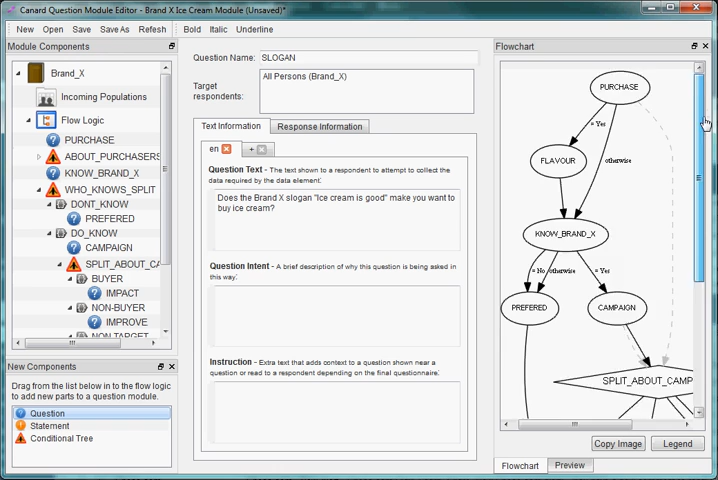 Canard Question Module Editor - Brand X Ice Cream Module (Unsaved)*
New Open Save Save As Refresh Bold Italic Underline
Module Components
Brand_X
Incoming Populations
Flow Logic
PURCHASE
ABOUT_PURCHASERS
KNOW_BRAND_X
WHO_KNOWS_SPLIT
DONT_KNOW
PREFERED
DO_KNOW
CAMPAIGN
SPLIT_ABOUT_CA
BUYER
IMPACT
NON-BUYER
IMPROVE
NON-TARGET
New Components
Drag from the list below in to the flow logic
to add new parts to a question module.
Question
Statement
Conditional Tree
Question Name: SLOGAN
Target
respondents:
All Persons (Brand_X)
Text Information Response Information
en +
Question Text - The text shown to a respondent to attempt to collect the
data required by the data element:
Does the Brand X slogan "Ice cream is good" make you want to
buy ice cream?
Question Intent - A brief description of why this question is being asked in
this way:
Instruction - Extra text that adds context to a question shown near a
question or read to a respondent depending on the final questionnaire:
Flowchart
PURCHASE
= Yes
FLAVOUR
otherwise
KNOW_BRAND_X
= No otherwise = Yes
PREFERED CAMPAIGN
SPLIT_ABOUT_CAMP
Copy Image Legend
Flowchart Preview